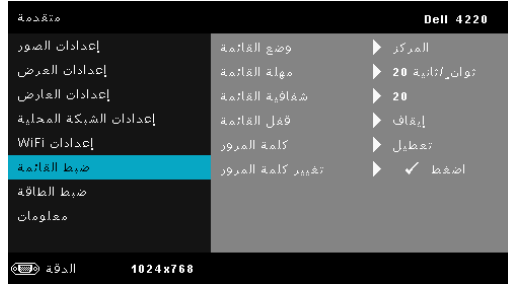 متقدمة
Dell 4220
إعدادات الصور
إعدادات العرض
إعدادات العارض
إعدادات الشبكة المحلية
إعدادات WiFi
ضبط القائمة
ضبط الطاقة
معلومات
وضع القائمة المركز
مهلة القائمة 20 ثوان/ثانية
شفافية القائمة 20
قفل القائمة إيقاف
كلمة المرور تعطيل
تغيير كلمة المرور اضغط ✓
الدقة 1024x768